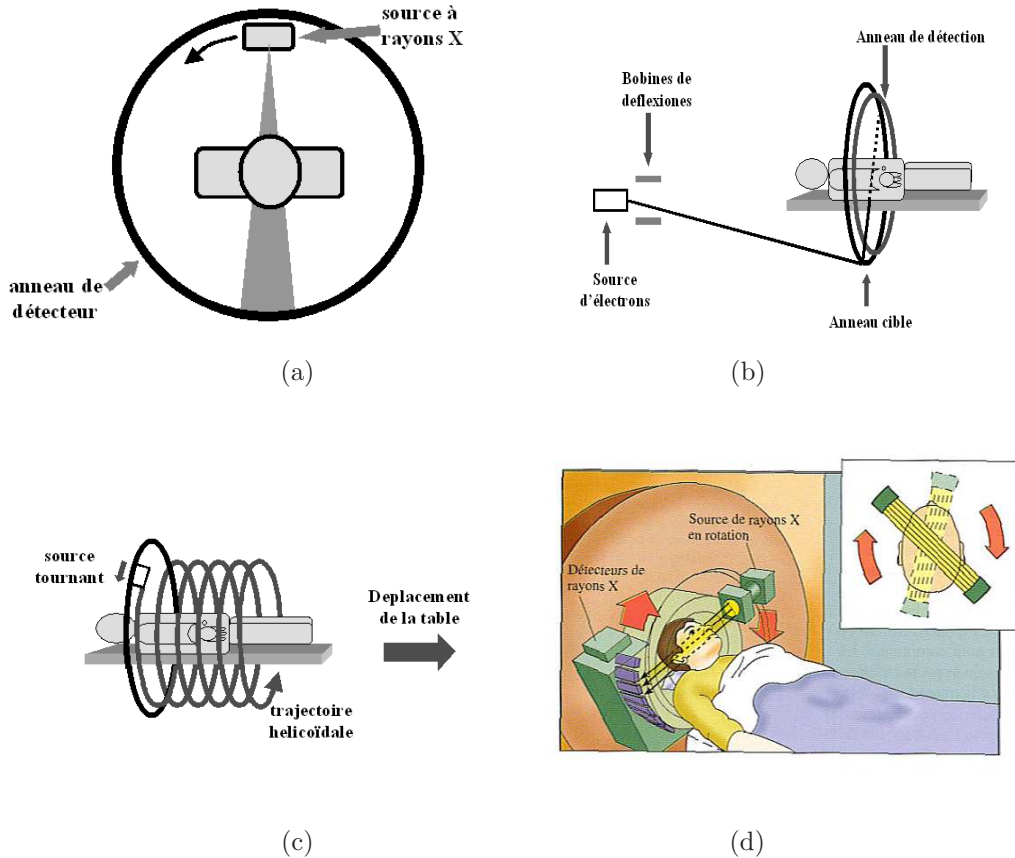 source à
rayons X
anneau de
détecteur
(a)
Anneau de détection
Bobines de
deflexiones
Source
d'électrons
Anneau cible
(b)
source
tournant
Deplacement
de la table
trajectoire
helicoïdale
(c)
Source de rayons X
en rotation
Détecteurs de
rayons X
(d)